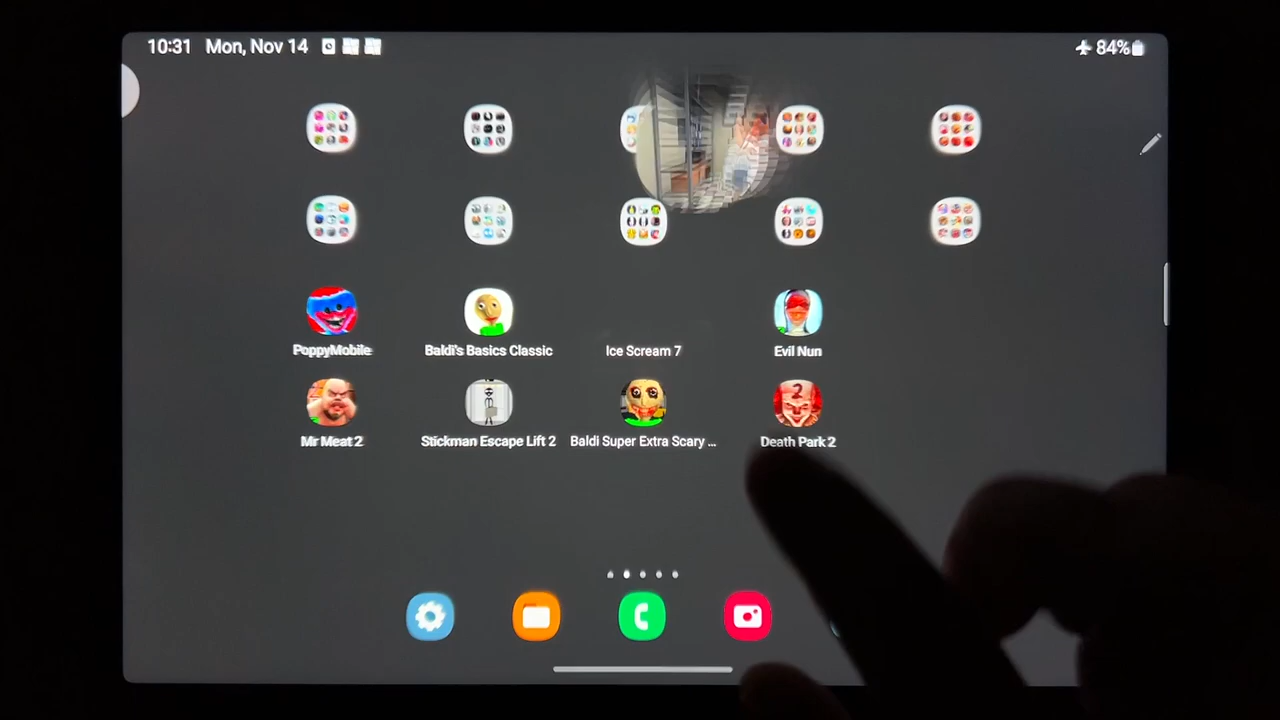 10:31 Mon, Nov 14
84%
PoppyMobile
Baldi's Basics Classic
Ice Scream 7
Evil Nun
2
Mr Meat 2
Stickman Escape Lift 2
Baldi Super Extra Scary ...
Death Park 2